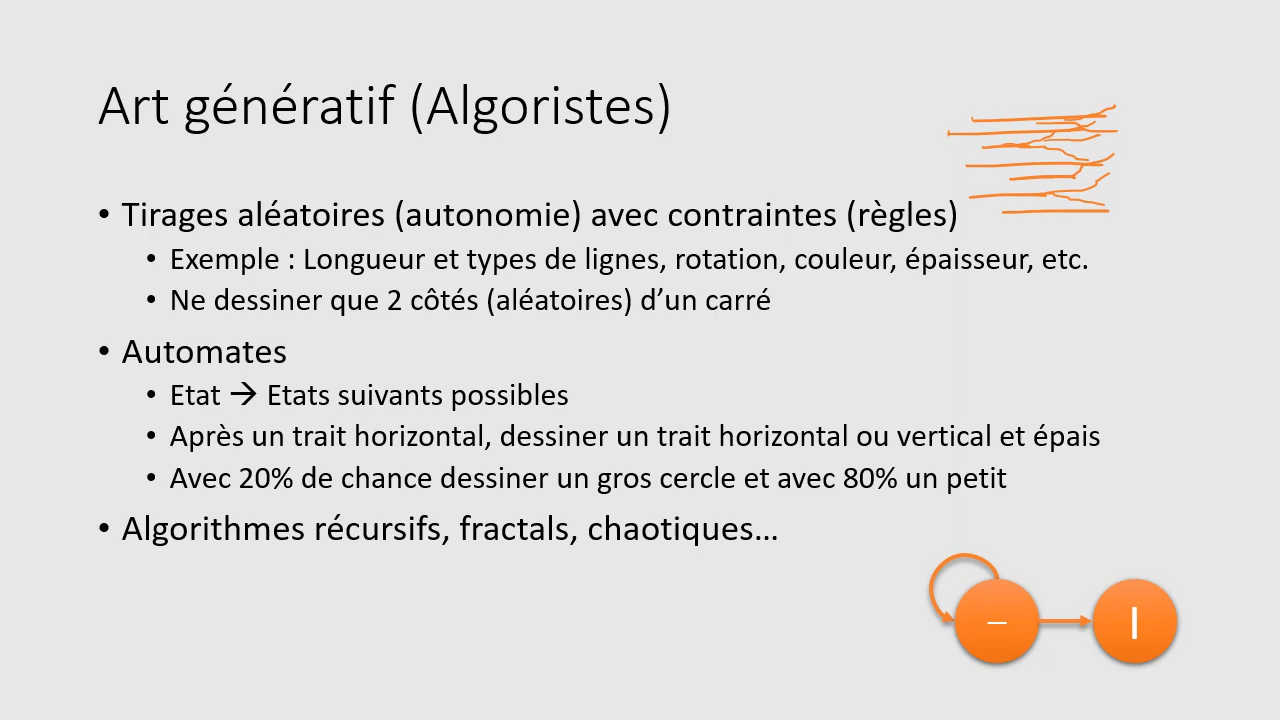 Art génératif (Algoristes)
• Tirages aléatoires (autonomie) avec contraintes (règles)
• Exemple : Longueur et types de lignes, rotation, couleur, épaisseur, etc.
• Ne dessiner que 2 côtés (aléatoires) d’un carré
• Automates
• Etat → Etats suivants possibles
• Après un trait horizontal, dessiner un trait horizontal ou vertical et épais
• Avec 20% de chance dessiner un gros cercle et avec 80% un petit
• Algorithmes récursifs, fractals, chaotiques…